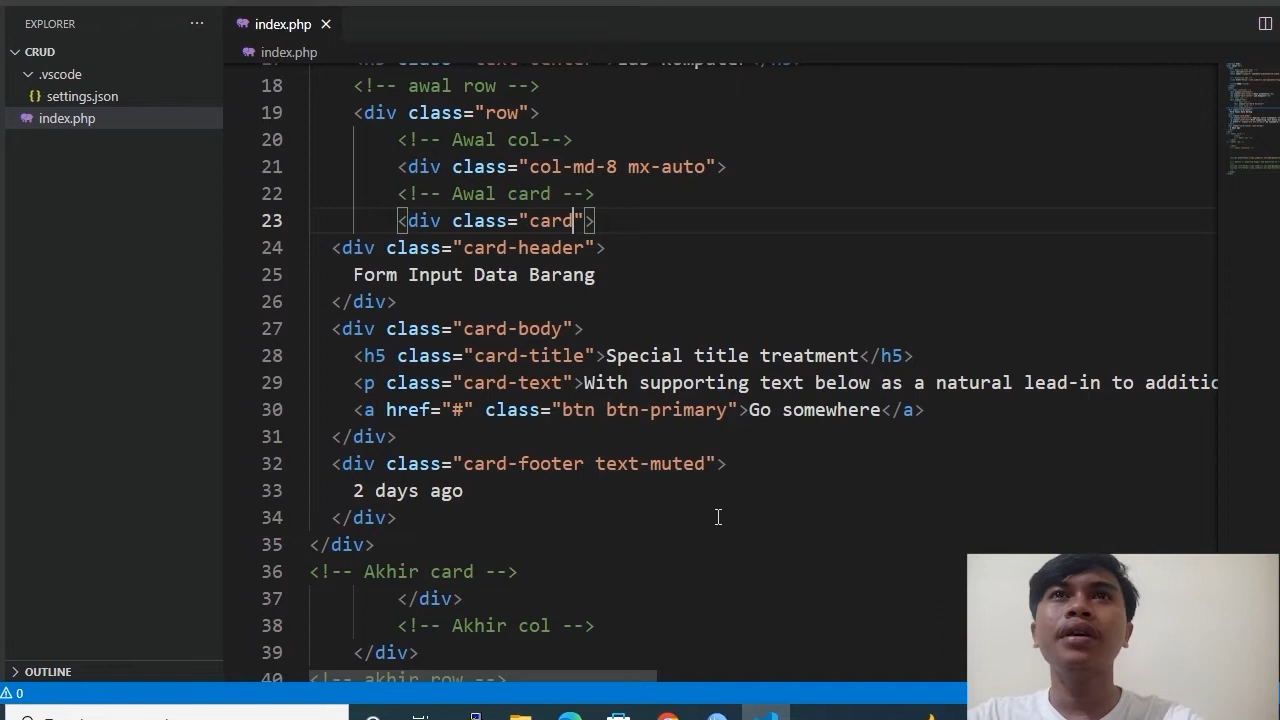 EXPLORER
index.php
CRUD
index.php
.vscode
settings.json
index.php
18 <!-- awal row -->
19 <div class="row">
20 <!-- Awal col-->
21 <div class="col-md-8 mx-auto">
22 <!-- Awal card -->
23 <div class="card">
24 <div class="card-header">
25 Form Input Data Barang
26 </div>
27 <div class="card-body">
28 <h5 class="card-title">Special title treatment</h5>
29 <p class="card-text">With supporting text below as a natural lead-in to additio
30 <a href="#" class="btn btn-primary">Go somewhere</a>
31 </div>
32 <div class="card-footer text-muted">
33 2 days ago
34 </div>
35 </div>
36 <!-- Akhir card -->
37 </div>
38 <!-- Akhir col -->
39 </div>
40 <!-- akhir row -->
OUTLINE
0